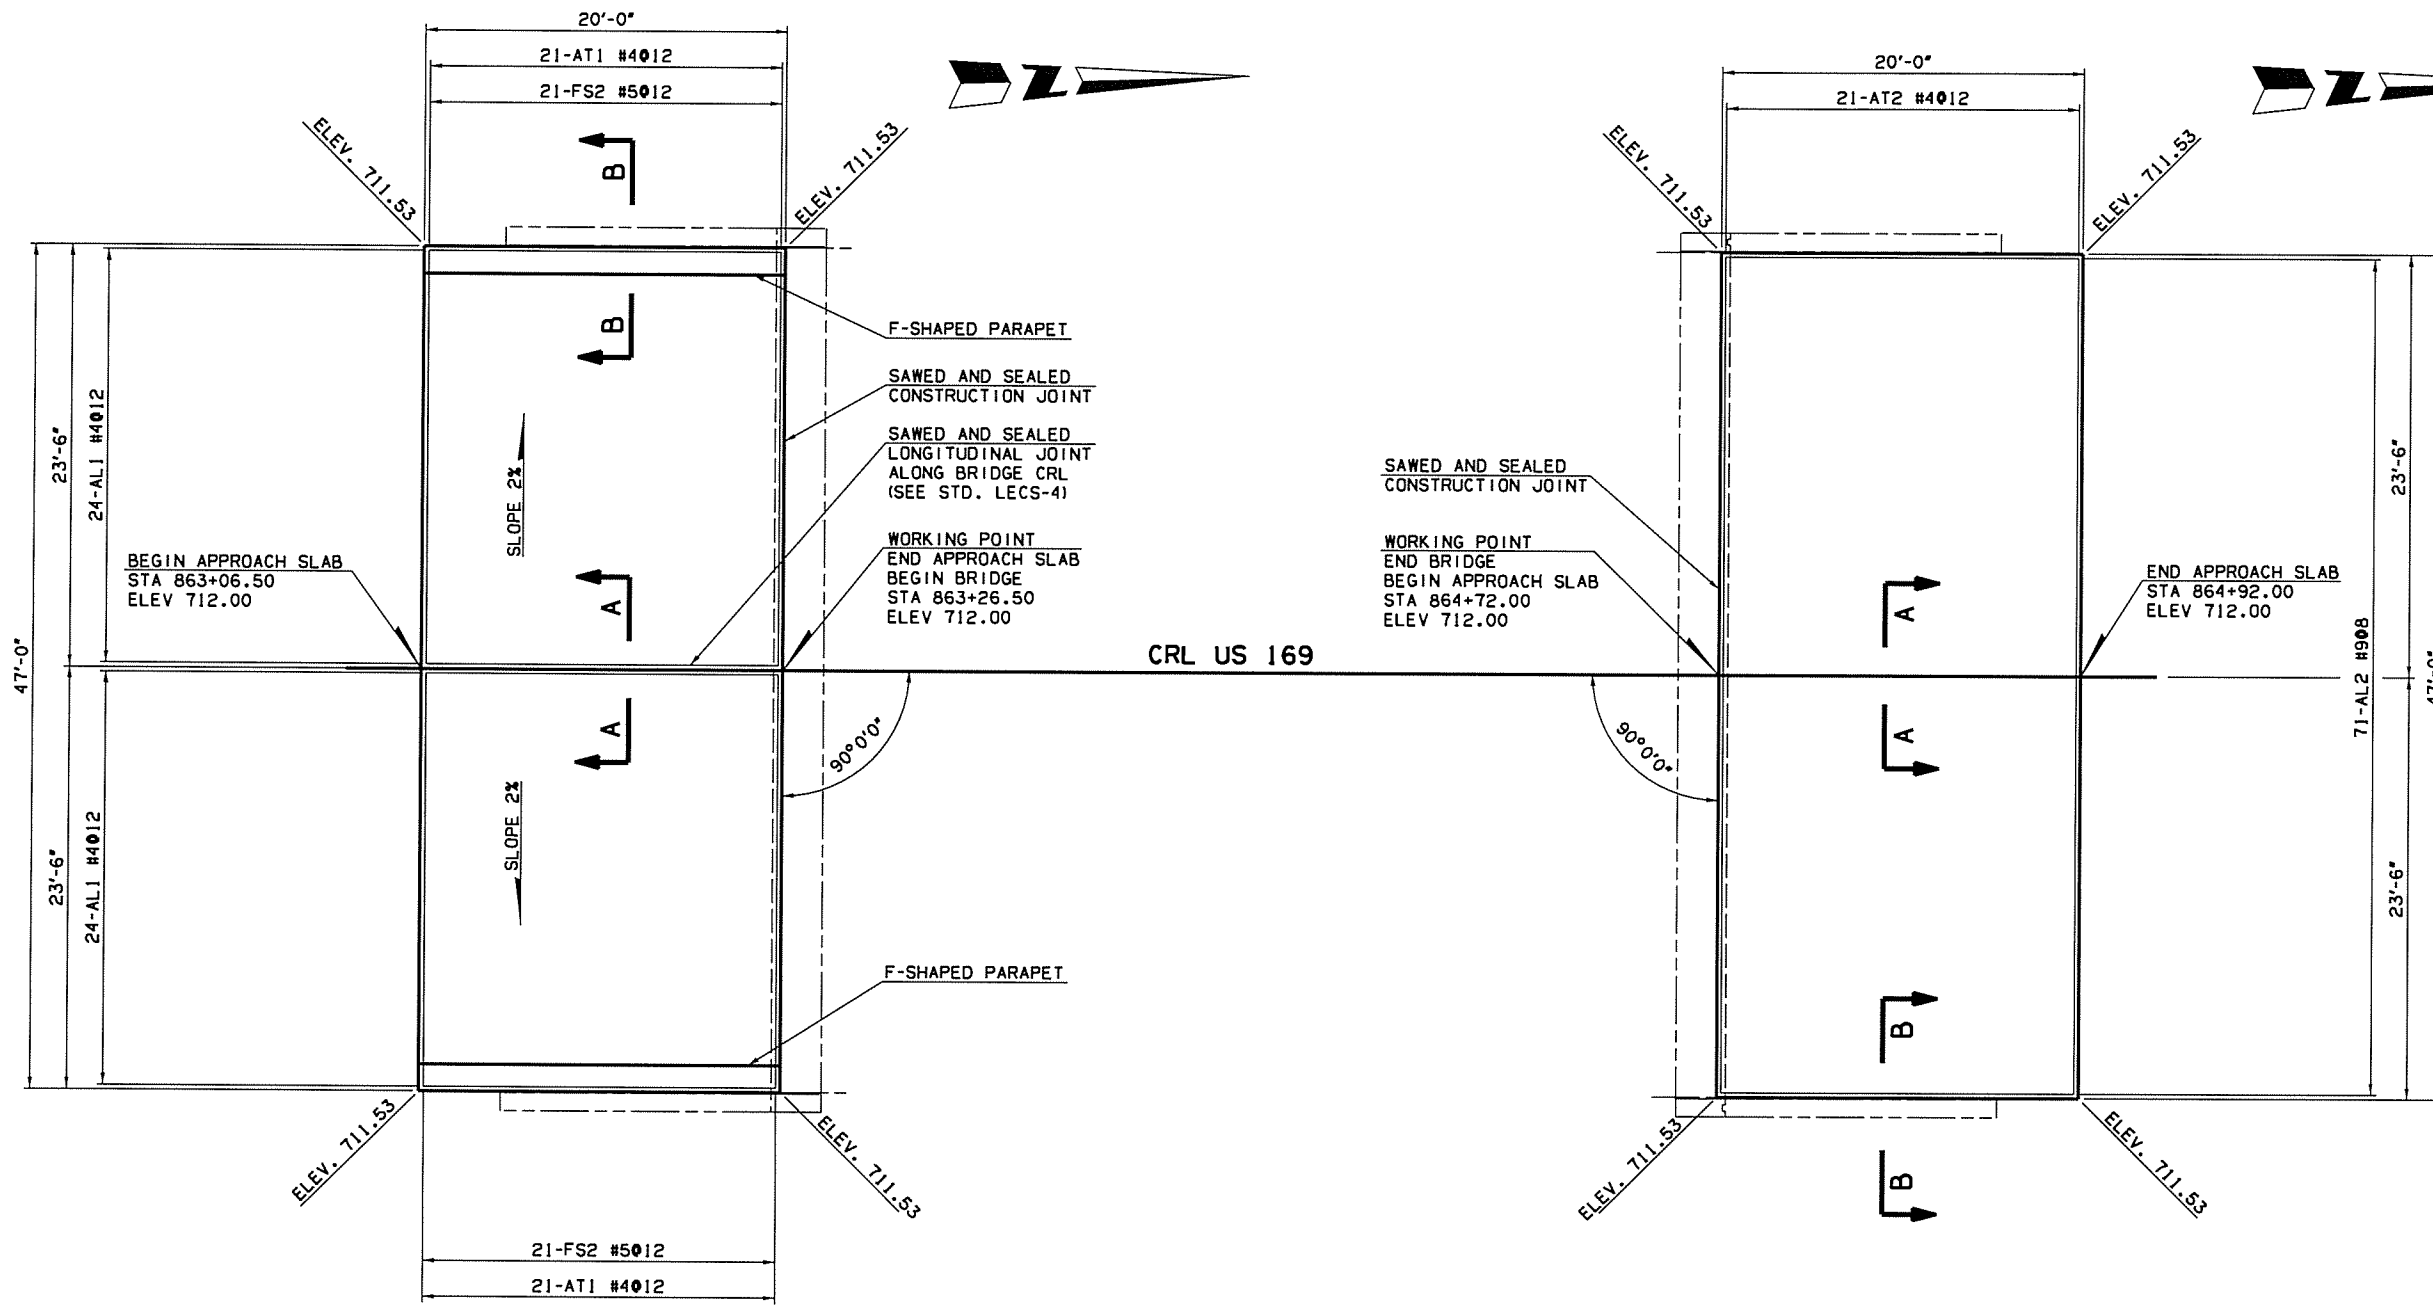 20'-0"
21-AT1 #4@12
21-FS2 #5@12
N
ELEV. 711.53
ELEV. 711.53
B
B
F-SHAPED PARAPET
SAWED AND SEALED
CONSTRUCTION JOINT
SAWED AND SEALED
LONGITUDINAL JOINT
ALONG BRIDGE CRL
(SEE STD. LECS-4)
SLOPE 2%
47'-0"
23'-6"
24-AL1 #4@12
BEGIN APPROACH SLAB
STA 863+06.50
ELEV 712.00
WORKING POINT
END APPROACH SLAB
BEGIN BRIDGE
STA 863+26.50
ELEV 712.00
A
A
90°0'0"
SLOPE 2%
23'-6"
24-AL1 #4@12
F-SHAPED PARAPET
ELEV. 711.53
ELEV. 711.53
21-FS2 #5@12
21-AT1 #4@12
CRL US 169
20'-0"
21-AT2 #4@12
N
ELEV. 711.53
ELEV. 711.53
SAWED AND SEALED
CONSTRUCTION JOINT
WORKING POINT
END BRIDGE
BEGIN APPROACH SLAB
STA 864+72.00
ELEV 712.00
END APPROACH SLAB
STA 864+92.00
ELEV 712.00
A
A
90°0'0"
23'-6"
71-AL2 #9@8
47'-0"
23'-6"
B
B
ELEV. 711.53
ELEV. 711.53